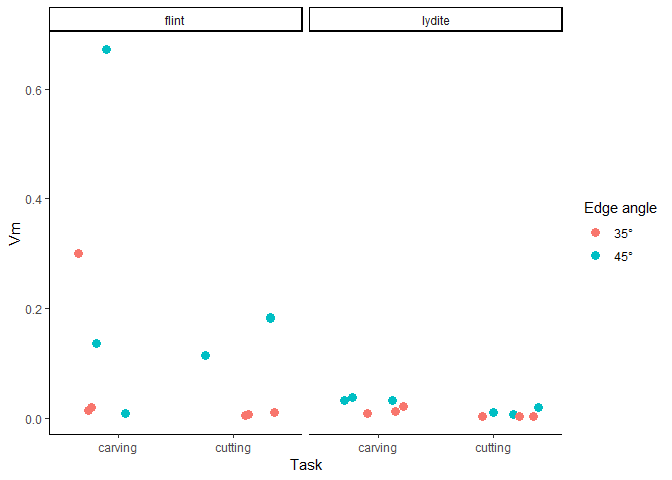 flint
lydite
Vm
0.6
0.4
0.2
0.0
carving
cutting
carving
cutting
Task
Edge angle
35°
45°